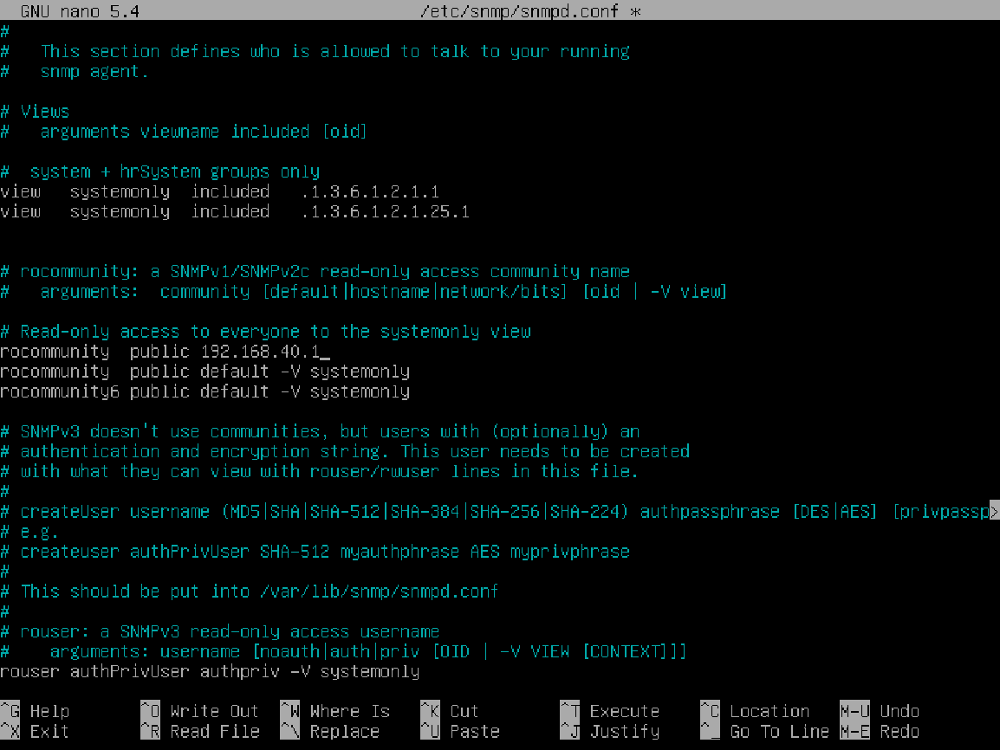 GNU nano 5.4 /etc/snmp/snmpd.conf *
#
#   This section defines who is allowed to talk to your running
#   snmp agent.
# Views
#   arguments viewname included [oid]
#  system + hrSystem groups only
view   systemonly  included   .1.3.6.1.2.1.1
view   systemonly  included   .1.3.6.1.2.1.25.1
# rocommunity: a SNMPv1/SNMPv2c read-only access community name
#   arguments:  community [default|hostname|network/bits] [oid | -V view]
# Read-only access to everyone to the systemonly view
rocommunity  public 192.168.40.1_
rocommunity  public default -V systemonly
rocommunity6 public default -V systemonly
# SNMPv3 doesn't use communities, but users with (optionally) an
# authentication and encryption string. This user needs to be created
# with what they can view with rouser/rwuser lines in this file.
#
# createUser username (MD5|SHA|SHA-512|SHA-384|SHA-256|SHA-224) authpassphrase [DES|AES] [privpassp>
# e.g.
# createuser authPrivUser SHA-512 myauthphrase AES myprivphrase
#
# This should be put into /var/lib/snmp/snmpd.conf
#
# rouser: a SNMPv3 read-only access username
#    arguments: username [noauth|auth|priv [OID | -V VIEW [CONTEXT]]]
rouser authPrivUser authpriv -V systemonly
^G Help ^O Write Out ^W Where Is ^K Cut ^T Execute ^C Location M-U Undo
^X Exit ^R Read File ^\ Replace ^U Paste ^J Justify ^_ Go To Line M-E Redo